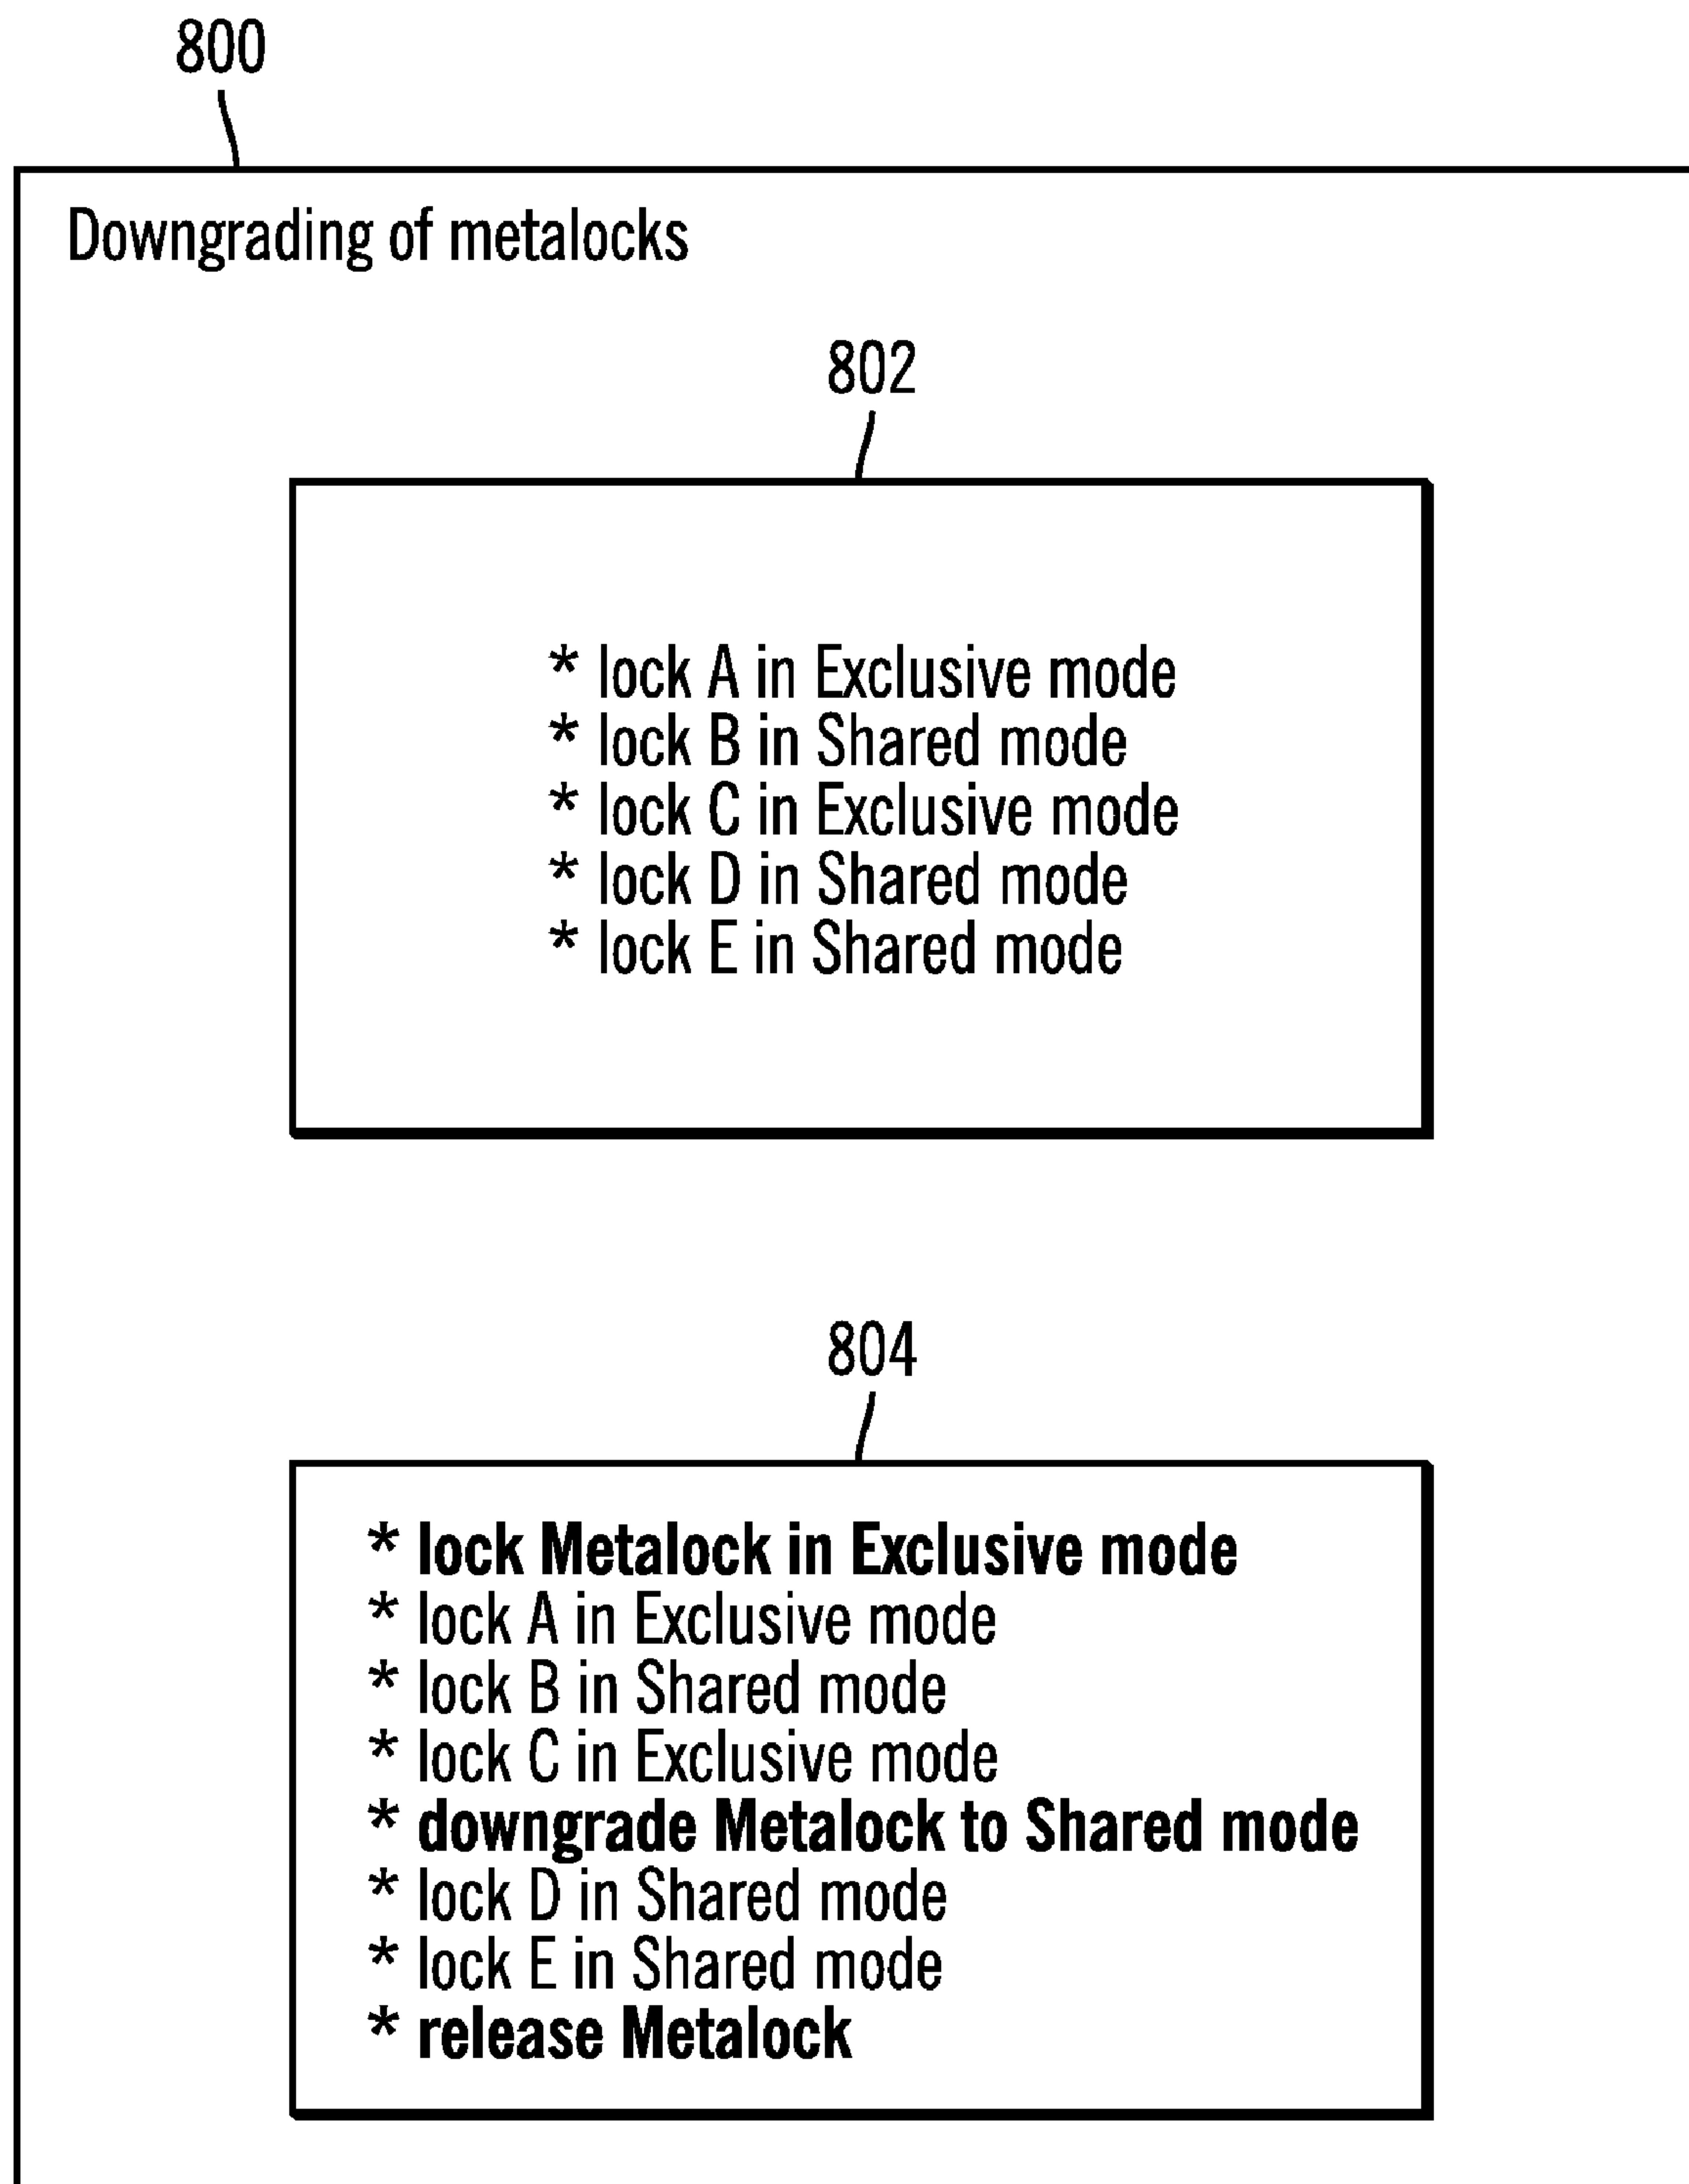 800
Downgrading of metalocks
802
* lock A in Exclusive mode
* lock B in Shared mode
* lock C in Exclusive mode
* lock D in Shared mode
* lock E in Shared mode
804
* lock Metalock in Exclusive mode
* lock A in Exclusive mode
* lock B in Shared mode
* lock C in Exclusive mode
* downgrade Metalock to Shared mode
* lock D in Shared mode
* lock E in Shared mode
* release Metalock